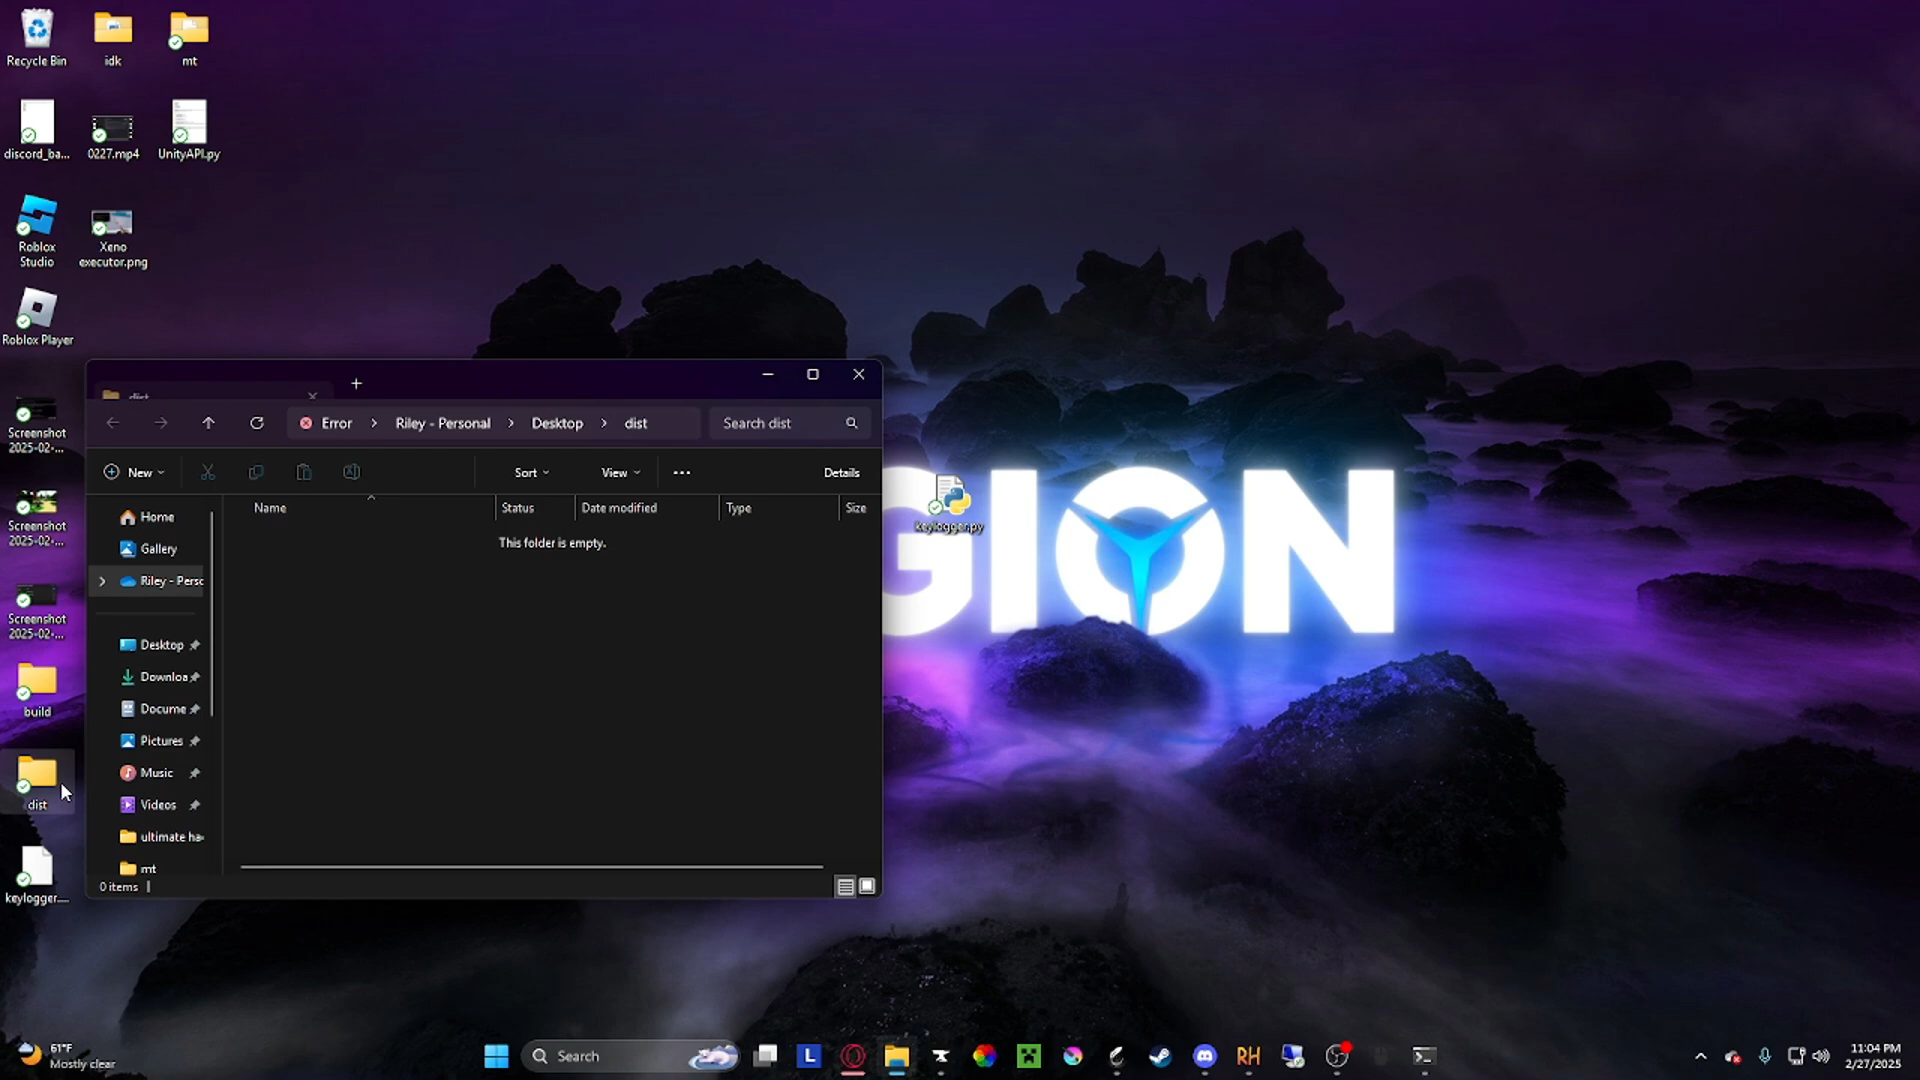 Recycle Bin
idk
mt
discord_ba...
0227.mp4
UnityAPI.py
Roblox Studio
Xeno executor.png
Roblox Player
Screenshot 2025-02-...
Screenshot 2025-02-...
Screenshot 2025-02-...
build
dist
keylogger....
dist
Error
Riley - Personal
Desktop
dist
Search dist
New
Sort
View
Details
Name
Status
Date modified
Type
Size
This folder is empty.
Home
Gallery
Riley - Persc
Desktop
Downloa
Docume
Pictures
Music
Videos
ultimate ha
mt
0 items
keylogger.py
GION
61°F
Mostly clear
Search
L
RH
11:04 PM
2/27/2025